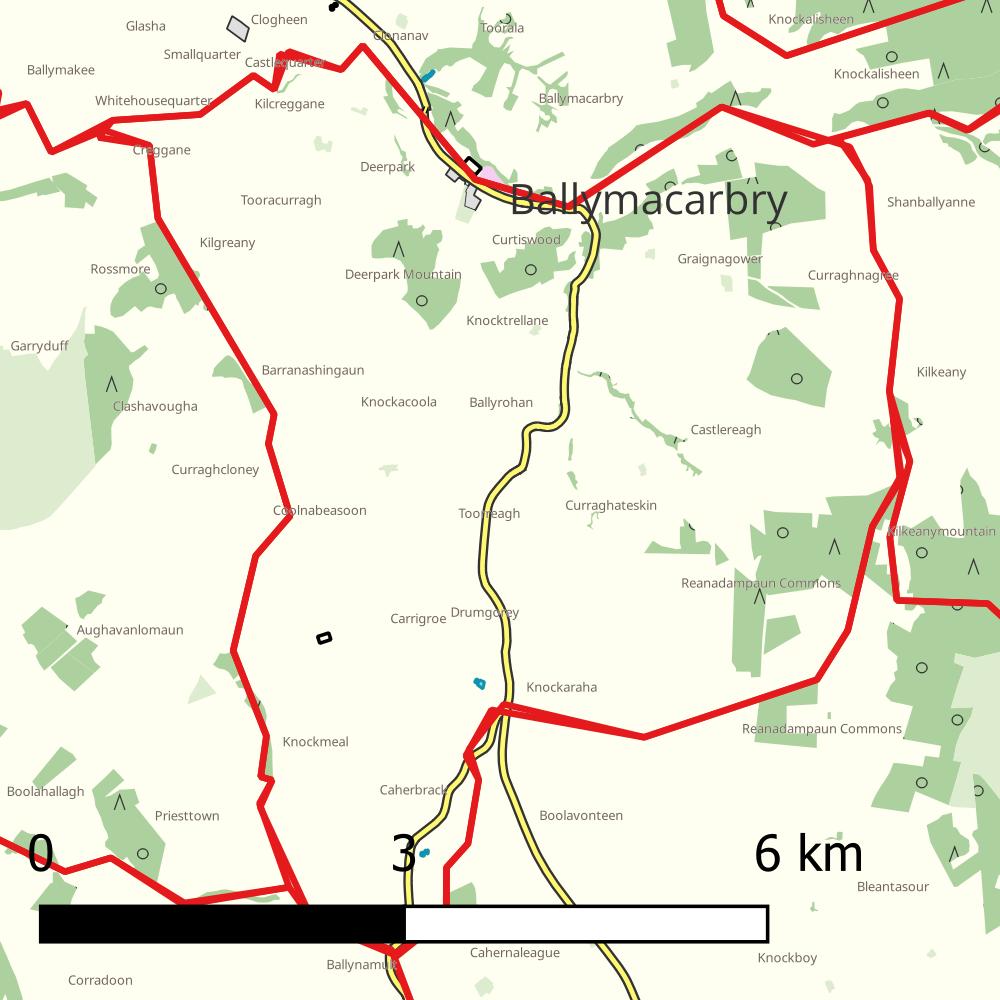 Clogheen
Glasha
Toorala
Knockalisheen
Clonanav
Smallquarter
Castlequarter
Ballymakee
Knockalisheen
Whitehousequarter
Kilcreggane
Ballymacarbry
Creggane
Deerpark
Tooracurragh
Ballymacarbry
Shanballyanne
Kilgreany
Curtiswood
Graignagower
Rossmore
Deerpark Mountain
Curraghnagree
Knocktrellane
Garryduff
Barranashingaun
Kilkeany
Clashavougha
Knockacoola
Ballyrohan
Castlereagh
Curraghcloney
Coolnabeasoon
Toorreagh
Curraghateskin
Kilkeanymountain
Reanadampaun Commons
Carrigroe
Drumgorey
Aughavanlomaun
Knockaraha
Knockmeal
Reanadampaun Commons
Boolahallagh
Caherbrack
Priesttown
Boolavonteen
0 3 6 km
Bleantasour
Ballynamult
Cahernaleague
Knockboy
Corradoon